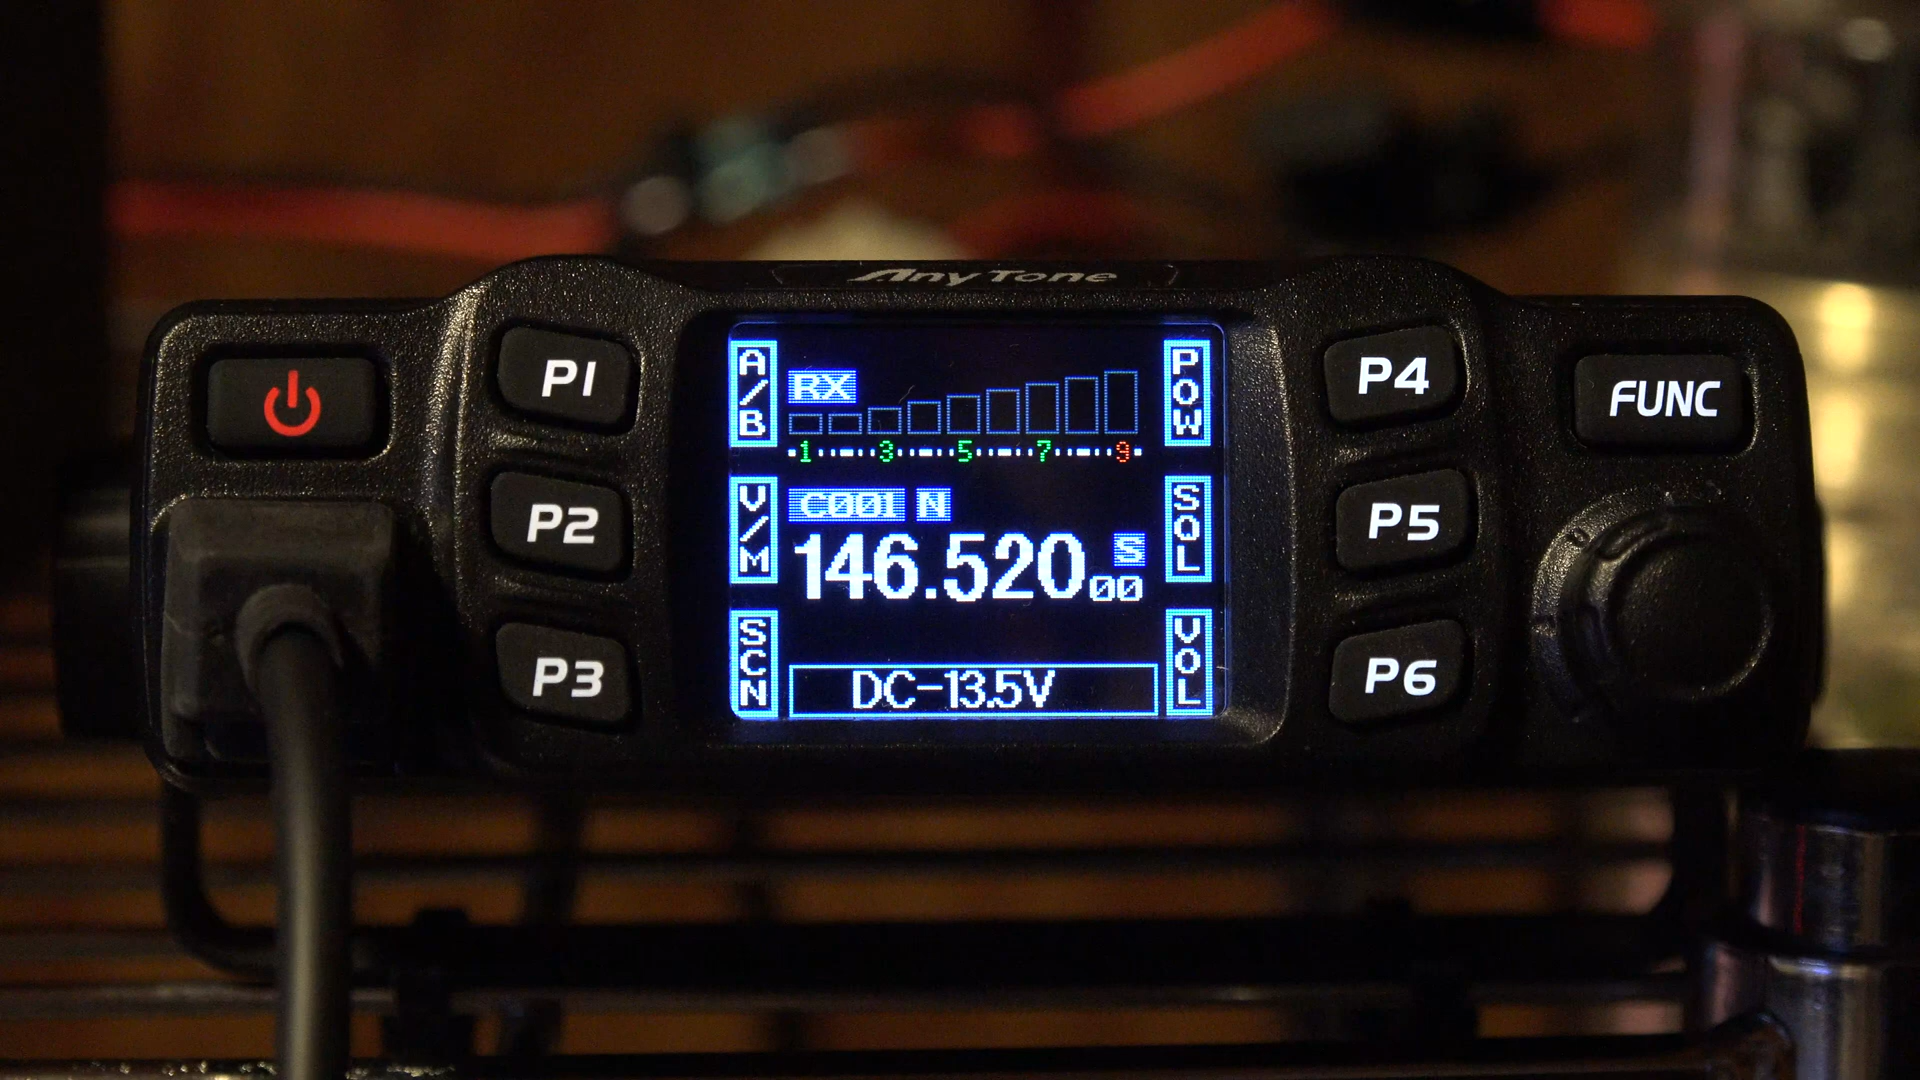 AnyTone
P1
P2
P3
A/B
V/M
SCN
RX
1 3 5 7 9
C001 N
146.520 00 S
DC-13.5V
POW
SQL
VOL
P4
P5
P6
FUNC